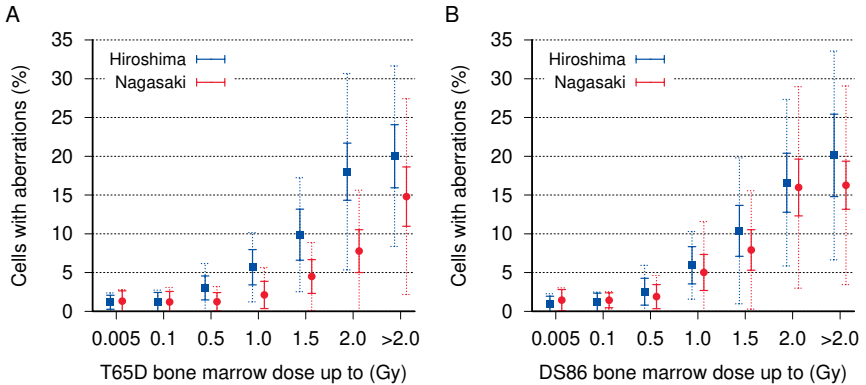 A
Cells with aberrations (%)
35
30
25
20
15
10
5
0
Hiroshima
Nagasaki
0.005 0.1 0.5 1.0 1.5 2.0 >2.0
T65D bone marrow dose up to (Gy)
B
Cells with aberrations (%)
35
30
25
20
15
10
5
0
Hiroshima
Nagasaki
0.005 0.1 0.5 1.0 1.5 2.0 >2.0
DS86 bone marrow dose up to (Gy)